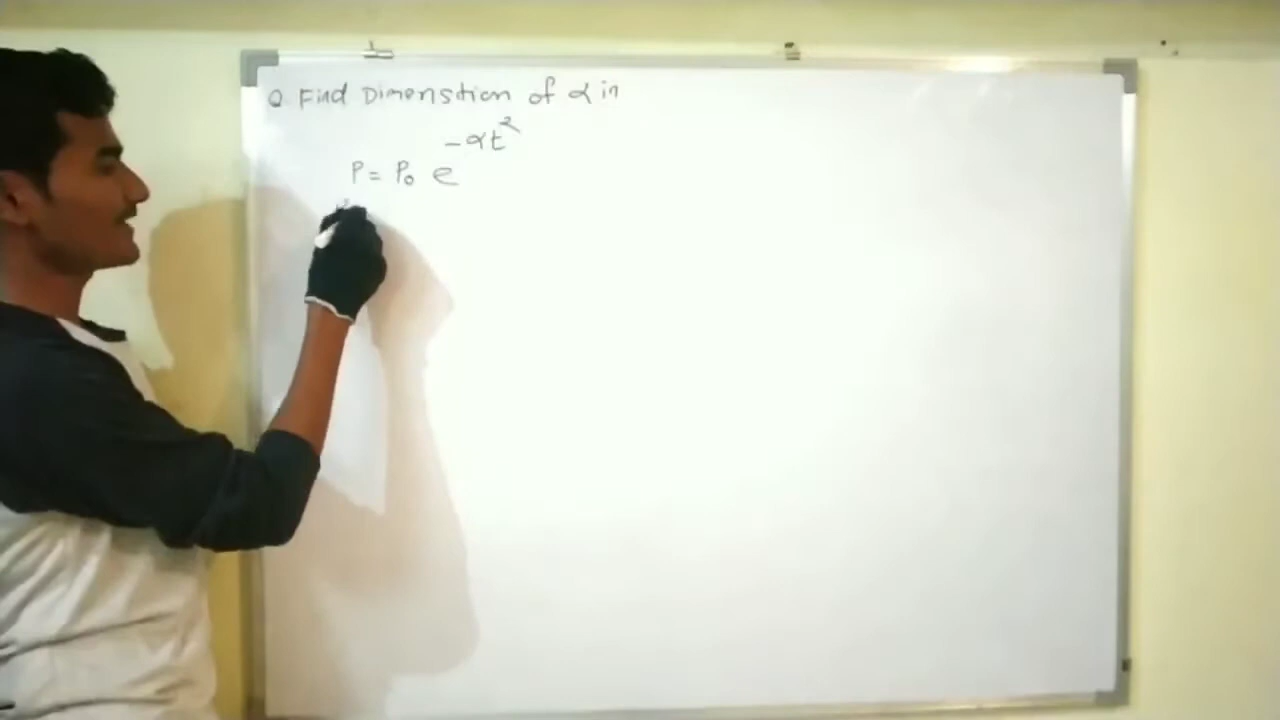 Q Find Dimenstion of α in
P = P₀ e^-αt²